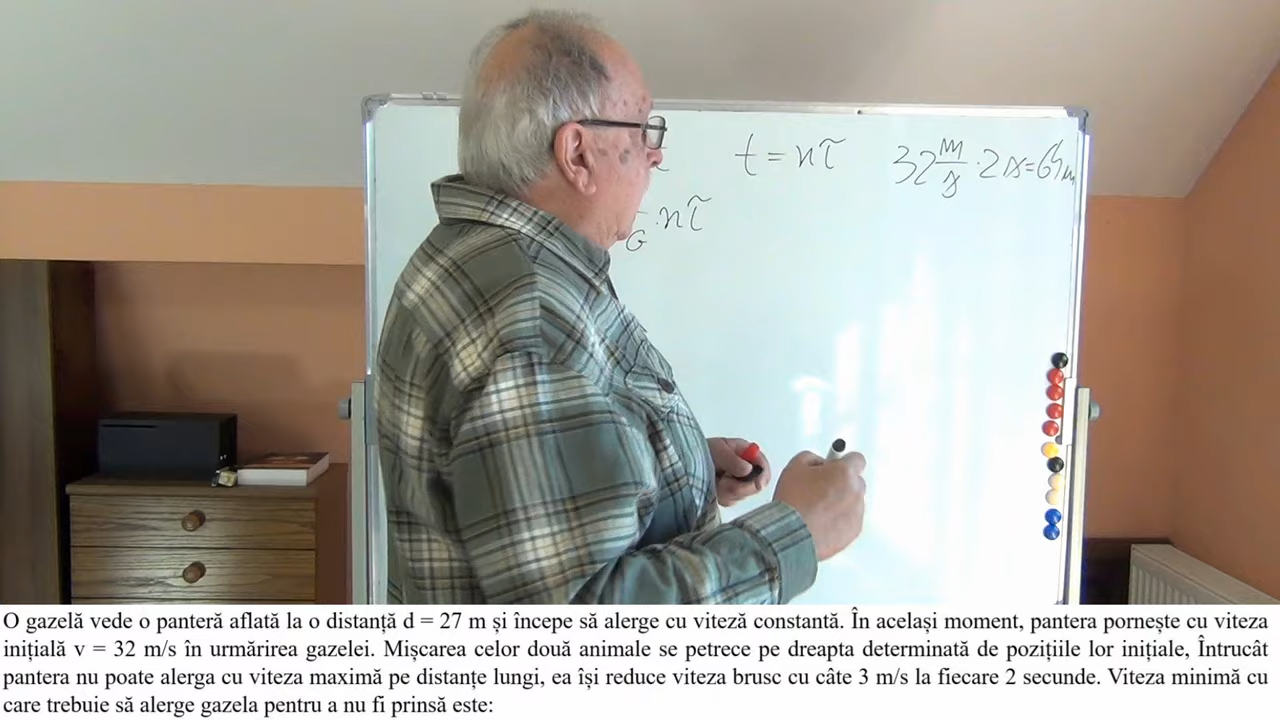 t = nτ
32 m/s · 2 s = 64 m
· nτ
O gazelă vede o panteră aflată la o distanță d = 27 m și începe să alerge cu viteză constantă. În același moment, pantera pornește cu viteza
inițială v = 32 m/s în urmărirea gazelei. Mișcarea celor două animale se petrece pe dreapta determinată de pozițiile lor inițiale, Întrucât
pantera nu poate alerga cu viteza maximă pe distanțe lungi, ea își reduce viteza brusc cu câte 3 m/s la fiecare 2 secunde. Viteza minimă cu
care trebuie să alerge gazela pentru a nu fi prinsă este: